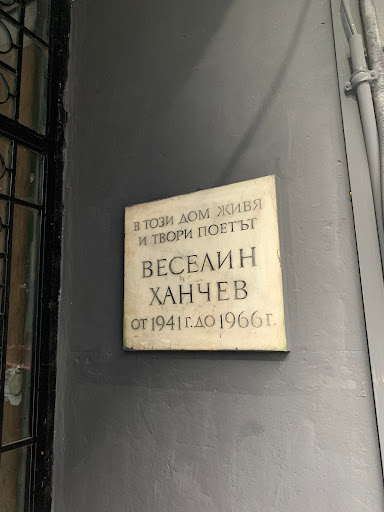 В ТОЗИ ДОМ ЖИВЯ
И ТВОРИ ПОЕТЪТ
ВЕСЕЛИН
ХАНЧЕВ
ОТ 1941 Г. ДО 1966 Г.